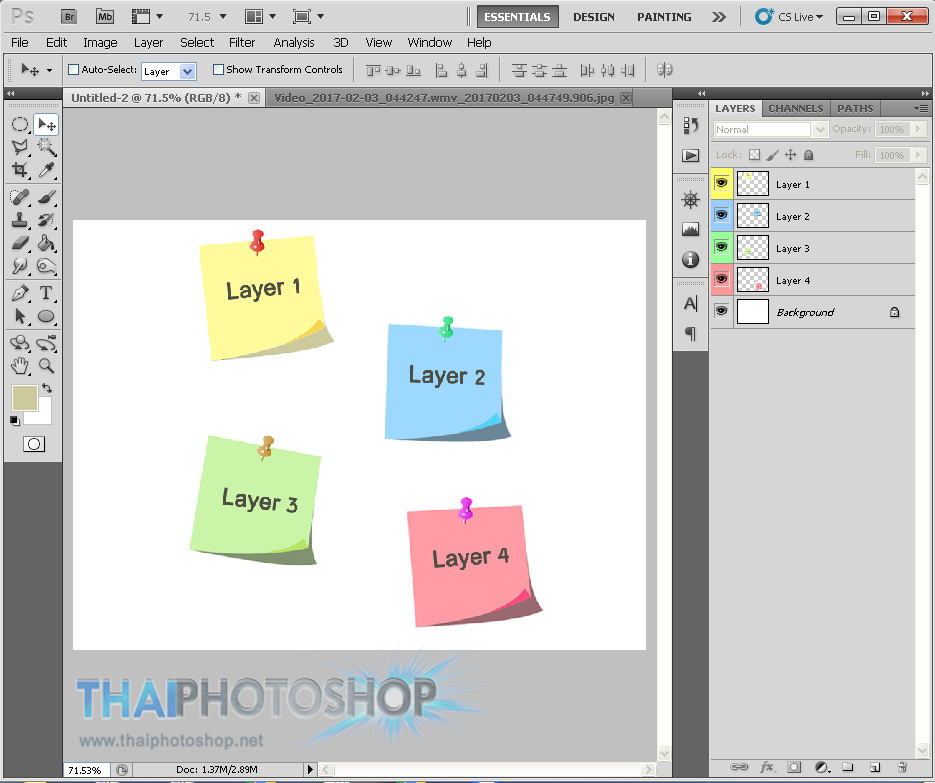 Ps Br Mb 71.5 ESSENTIALS DESIGN PAINTING CS Live
File Edit Image Layer Select Filter Analysis 3D View Window Help
Auto-Select: Layer Show Transform Controls
Untitled-2 @ 71.5% (RGB/8) * Video_2017-02-03_044247.wmv_20170203_044749.906.jpg
LAYERS CHANNELS PATHS
Normal Opacity: 100%
Lock: Fill: 100%
Layer 1
Layer 2
Layer 3
Layer 4
Background
Layer 1
Layer 2
Layer 3
Layer 4
THAIPHOTOSHOP
www.thaiphotoshop.net
71.53% Doc: 1.37M/2.89M